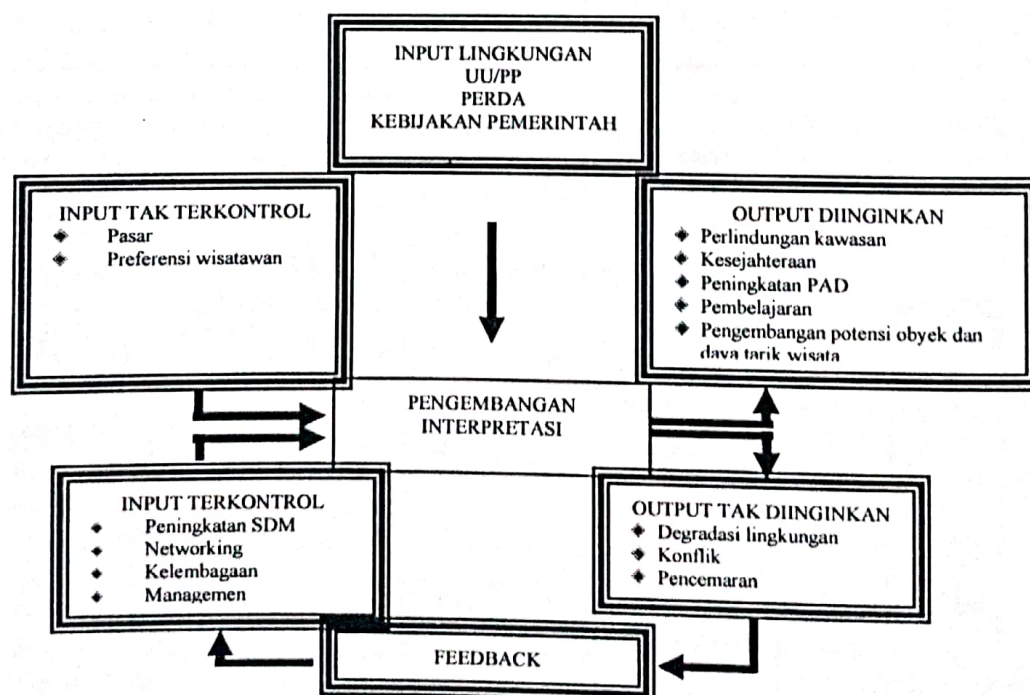 INPUT LINGKUNGAN
UU/PP
PERDA
KEBIJAKAN PEMERINTAH
INPUT TAK TERKONTROL
Pasar
Preferensi wisatawan
OUTPUT DIINGINKAN
Perlindungan kawasan
Kesejahteraan
Peningkatan PAD
Pembelajaran
Pengembangan potensi obyek dan
daya tarik wisata
PENGEMBANGAN
INTERPRETASI
INPUT TERKONTROL
Peningkatan SDM
Networking
Kelembagaan
Managemen
OUTPUT TAK DIINGINKAN
Degradasi lingkungan
Konflik
Pencemaran
FEEDBACK